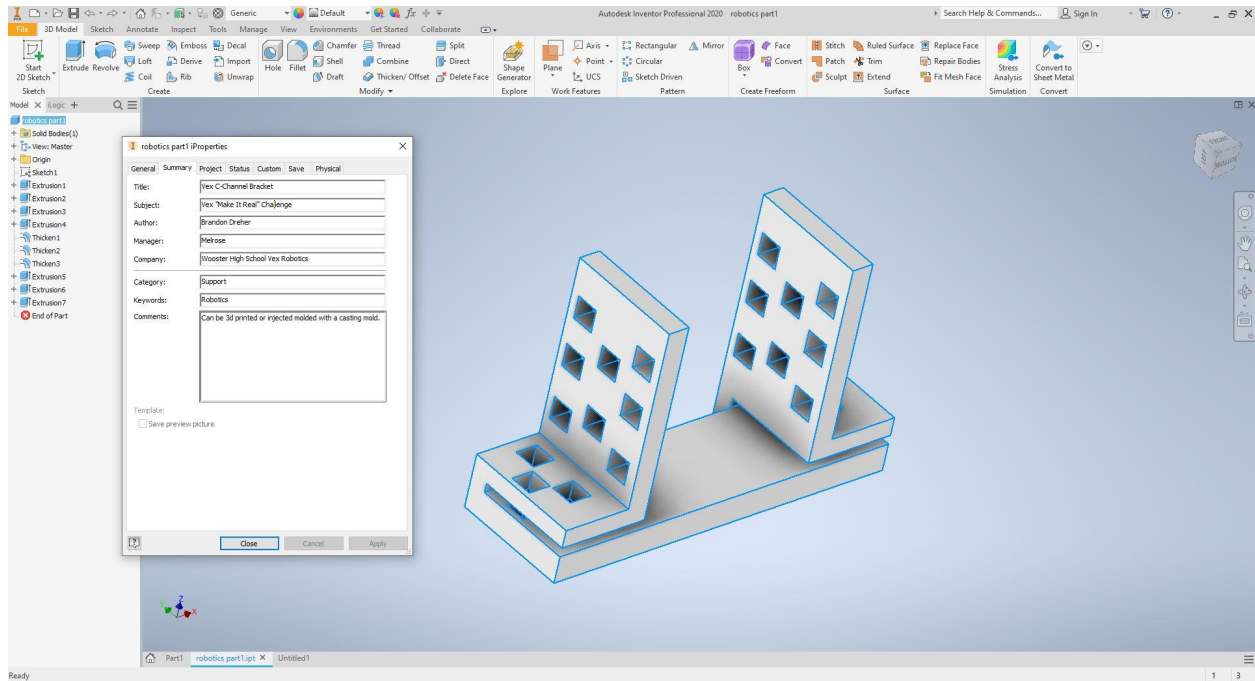 Generic Default Autodesk Inventor Professional 2020 robotics part1 Search Help & Commands... Sign In
File 3D Model Sketch Annotate Inspect Tools Manage View Environments Get Started Collaborate
Sweep Emboss Decal Chamfer Thread Split Axis Rectangular Mirror Face Stitch Ruled Surface Replace Face
Loft Derive Import Shell Combine Direct Point Circular Convert Patch Trim Repair Bodies
Start 2D Sketch Extrude Revolve Coil Rib Unwrap Hole Fillet Draft Thicken/ Offset Delete Face Shape Generator Plane UCS Sketch Driven Box Sculpt Extend Fit Mesh Face Stress Analysis Convert to Sheet Metal
Sketch Create Modify Explore Work Features Pattern Create Freeform Surface Simulation Convert
Model iLogic
robotics part1
Solid Bodies(1)
View: Master
Origin
Sketch1
Extrusion1
Extrusion2
Extrusion3
Extrusion4
Thicken1
Thicken2
Thicken3
Extrusion5
Extrusion6
Extrusion7
End of Part
robotics part1 iProperties
General Summary Project Status Custom Save Physical
Title: Vex C-Channel Bracket
Subject: Vex "Make It Real" Challenge
Author: Brandon Dreher
Manager: Melrose
Company: Wooster High School Vex Robotics
Category: Support
Keywords: Robotics
Comments: Can be 3d printed or injected molded with a casting mold.
Template:
Save preview picture
Close Cancel Apply
FRONT
Z
Y X
Part1 robotics part1.ipt Untitled1
Ready 1 3